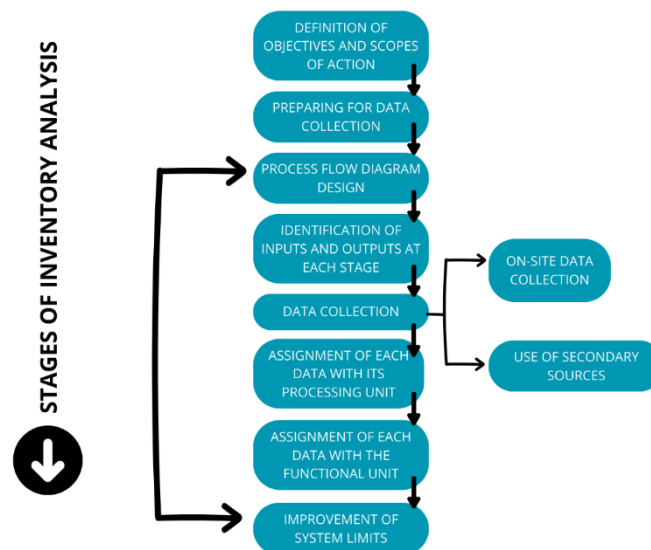 STAGES OF INVENTORY ANALYSIS
DEFINITION OF
OBJECTIVES AND SCOPES
OF ACTION
PREPARING FOR DATA
COLLECTION
PROCESS FLOW DIAGRAM
DESIGN
IDENTIFICATION OF
INPUTS AND OUTPUTS AT
EACH STAGE
DATA COLLECTION
ON-SITE DATA
COLLECTION
USE OF SECONDARY
SOURCES
ASSIGNMENT OF EACH
DATA WITH ITS
PROCESSING UNIT
ASSIGNMENT OF EACH
DATA WITH THE
FUNCTIONAL UNIT
IMPROVEMENT OF
SYSTEM LIMITS